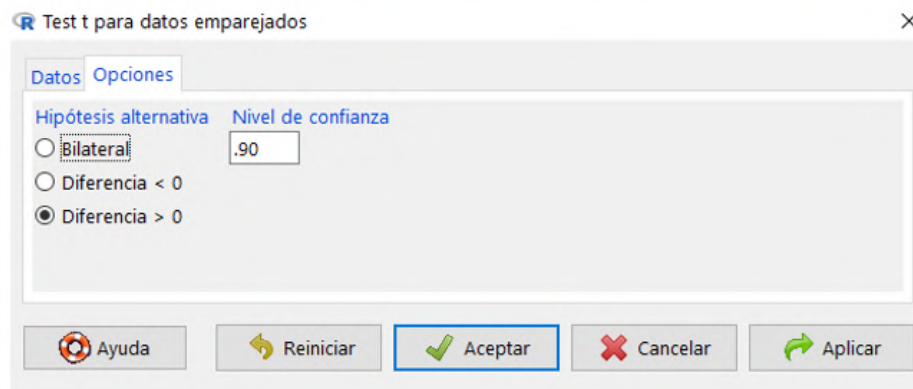 Test t para datos emparejados
Datos Opciones
Hipótesis alternativa Nivel de confianza
Bilateral .90
Diferencia < 0
Diferencia > 0
Ayuda Reiniciar Aceptar Cancelar Aplicar